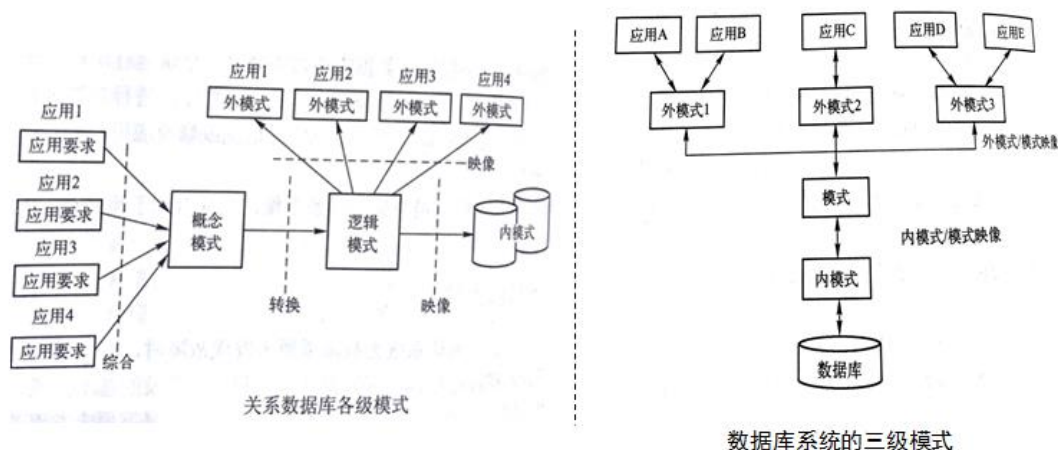 应用1
应用2
应用3
应用4
外模式
外模式
外模式
外模式
映像
应用1
应用要求
应用2
应用要求
应用3
应用要求
应用4
应用要求
综合
概念
模式
转换
逻辑
模式
映像
内模式
关系数据库各级模式
应用A
应用B
应用C
应用D
应用E
外模式1
外模式2
外模式3
外模式/模式映像
模式
内模式/模式映像
内模式
数据库
数据库系统的三级模式